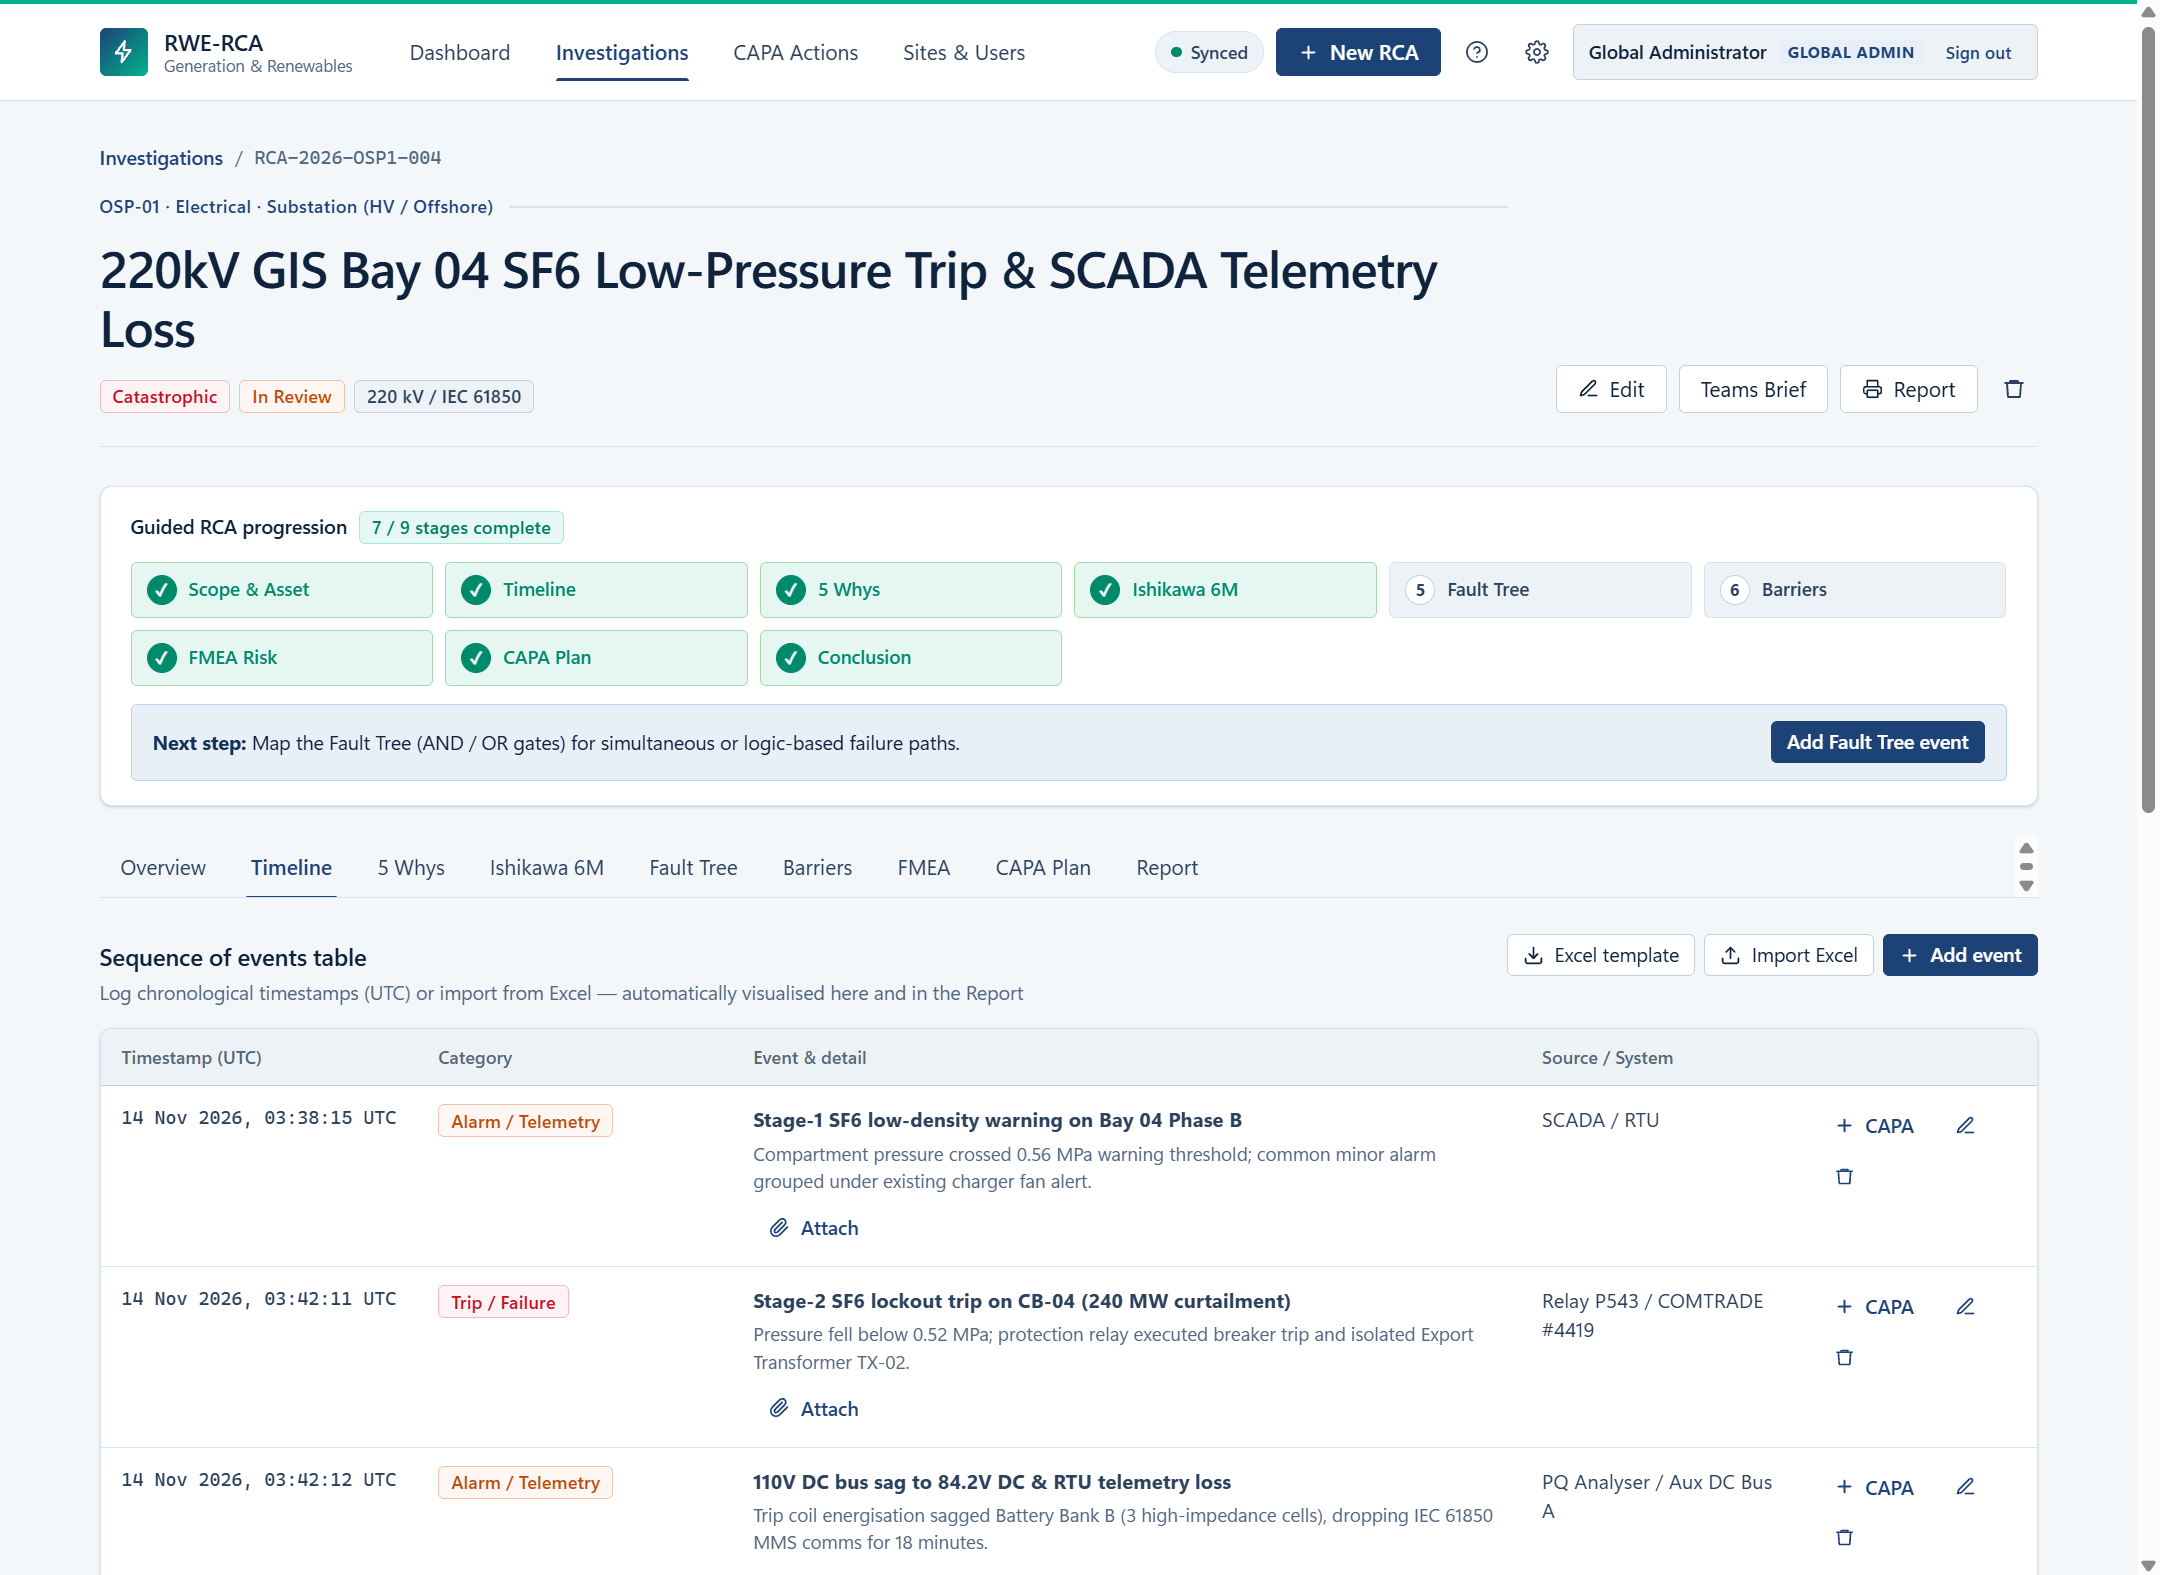 RWE-RCA
Generation & Renewables
Dashboard
Investigations
CAPA Actions
Sites & Users
Synced
+ New RCA
Global Administrator GLOBAL ADMIN Sign out
Investigations / RCA-2026-OSP1-004
OSP-01 · Electrical · Substation (HV / Offshore)
220kV GIS Bay 04 SF6 Low-Pressure Trip & SCADA Telemetry
Loss
Catastrophic
In Review
220 kV / IEC 61850
Edit
Teams Brief
Report
Guided RCA progression 7 / 9 stages complete
Scope & Asset
Timeline
5 Whys
Ishikawa 6M
5 Fault Tree
6 Barriers
FMEA Risk
CAPA Plan
Conclusion
Next step: Map the Fault Tree (AND / OR gates) for simultaneous or logic-based failure paths.
Add Fault Tree event
Overview
Timeline
5 Whys
Ishikawa 6M
Fault Tree
Barriers
FMEA
CAPA Plan
Report
Sequence of events table
Log chronological timestamps (UTC) or import from Excel — automatically visualised here and in the Report
Excel template
Import Excel
+ Add event
Timestamp (UTC)
Category
Event & detail
Source / System
14 Nov 2026, 03:38:15 UTC
Alarm / Telemetry
Stage-1 SF6 low-density warning on Bay 04 Phase B
Compartment pressure crossed 0.56 MPa warning threshold; common minor alarm
grouped under existing charger fan alert.
Attach
SCADA / RTU
+ CAPA
14 Nov 2026, 03:42:11 UTC
Trip / Failure
Stage-2 SF6 lockout trip on CB-04 (240 MW curtailment)
Pressure fell below 0.52 MPa; protection relay executed breaker trip and isolated Export
Transformer TX-02.
Attach
Relay P543 / COMTRADE
#4419
+ CAPA
14 Nov 2026, 03:42:12 UTC
Alarm / Telemetry
110V DC bus sag to 84.2V DC & RTU telemetry loss
Trip coil energisation sagged Battery Bank B (3 high-impedance cells), dropping IEC 61850
MMS comms for 18 minutes.
PQ Analyser / Aux DC Bus
A
+ CAPA